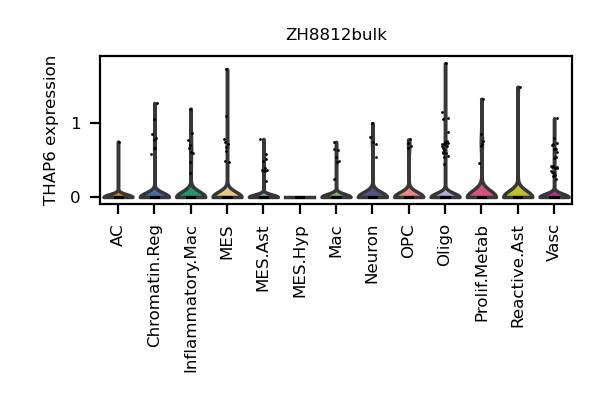 ZH8812bulk
THAP6 expression
1
0
AC
Chromatin.Reg
Inflammatory.Mac
MES
MES.Ast
MES.Hyp
Mac
Neuron
OPC
Oligo
Prolif.Metab
Reactive.Ast
Vasc